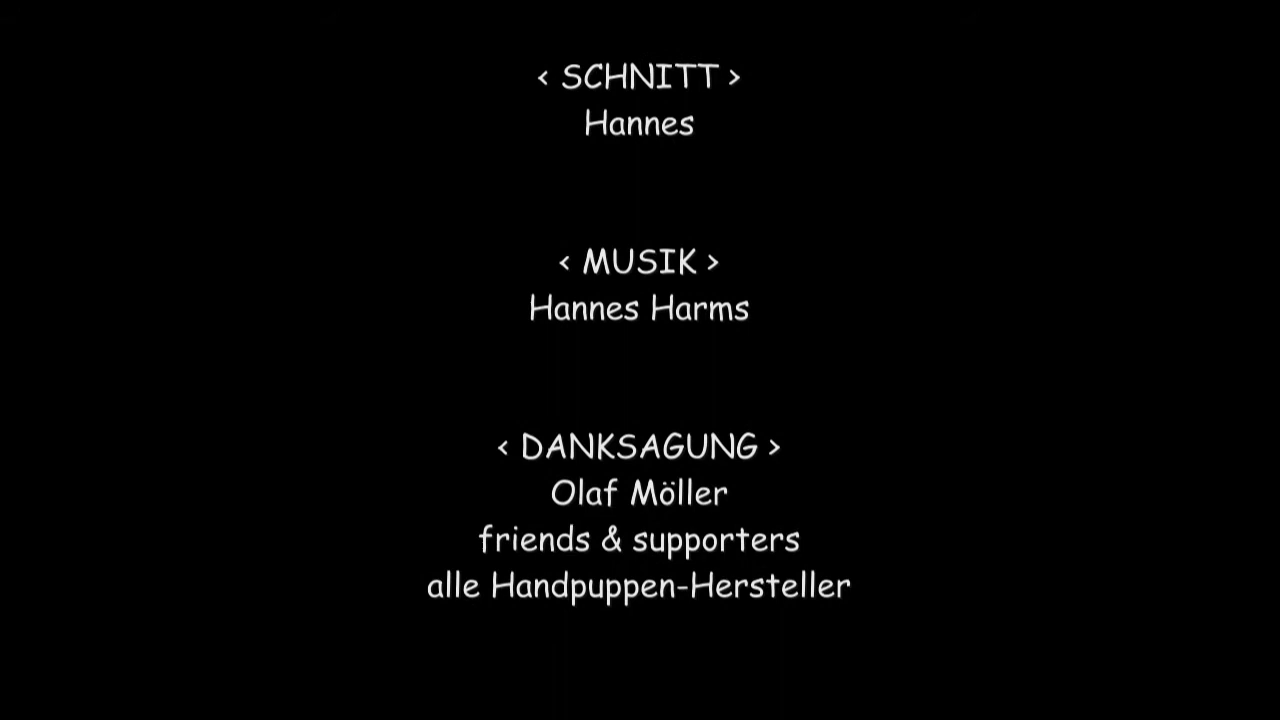 < SCHNITT >
Hannes
< MUSIK >
Hannes Harms
< DANKSAGUNG >
Olaf Möller
friends & supporters
alle Handpuppen-Hersteller